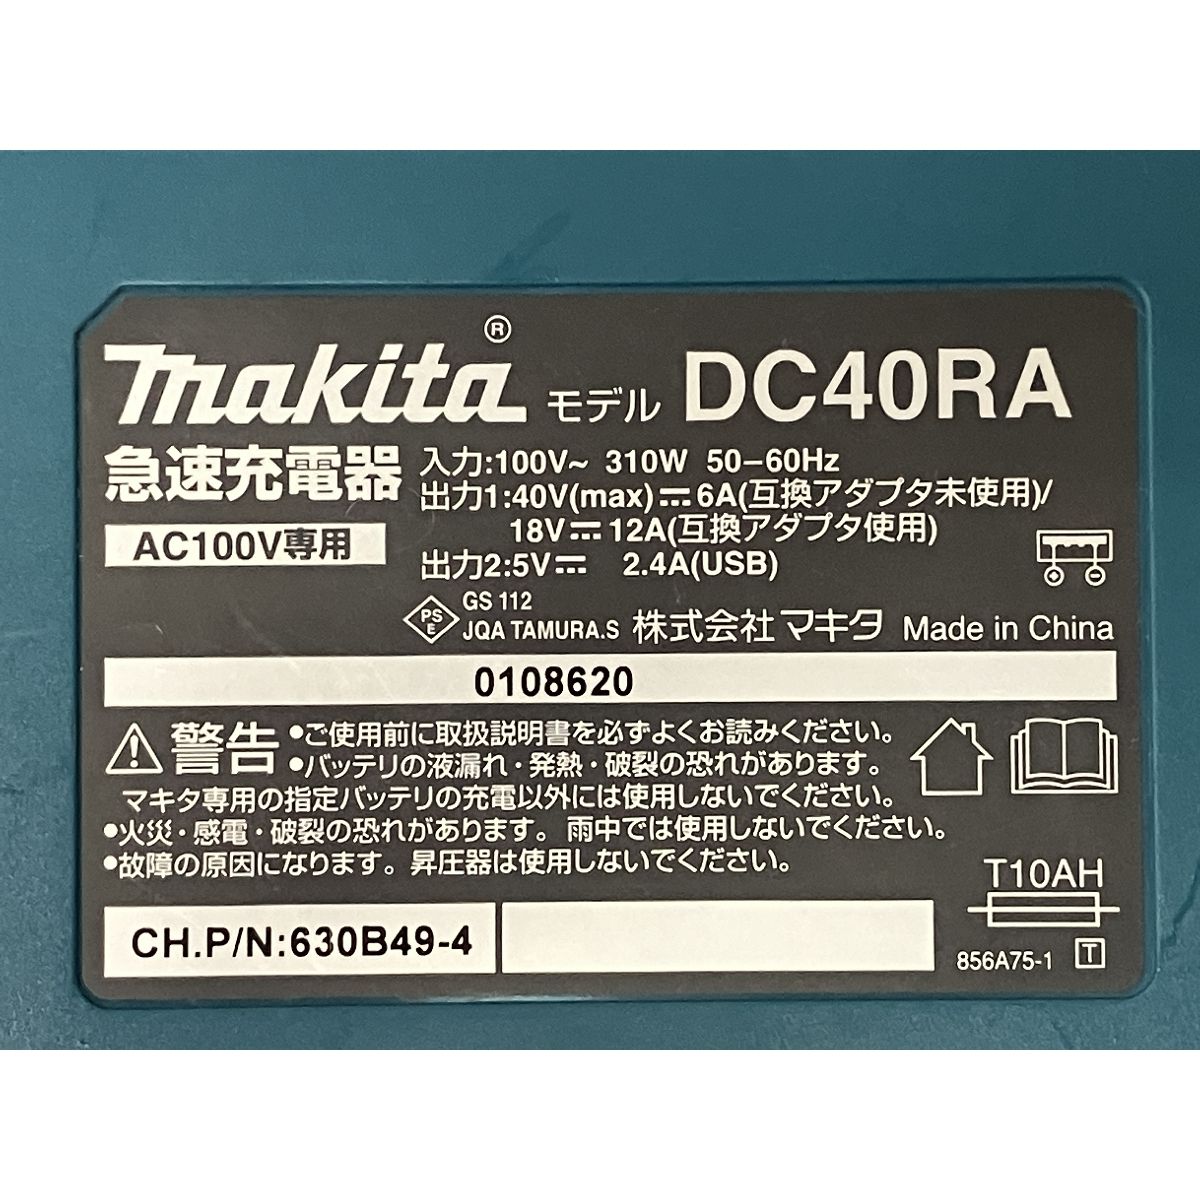 makita® モデル DC40RA
急速充電器
AC100V専用
入力:100V~ 310W 50-60Hz
出力1:40V(max)⎓6A(互換アダプタ未使用)/
18V⎓12A(互換アダプタ使用)
出力2:5V⎓ 2.4A(USB)
PS
E
GS 112
JQA TAMURA.S 株式会社マキタ Made in China
0108620
警告 •ご使用前に取扱説明書を必ずよくお読みください。
•バッテリの液漏れ・発熱・破裂の恐れがあります。
マキタ専用の指定バッテリの充電以外には使用しないでください。
•火災・感電・破裂の恐れがあります。雨中では使用しないでください。
•故障の原因になります。昇圧器は使用しないでください。
T10AH
CH.P/N:630B49-4
856A75-1 T